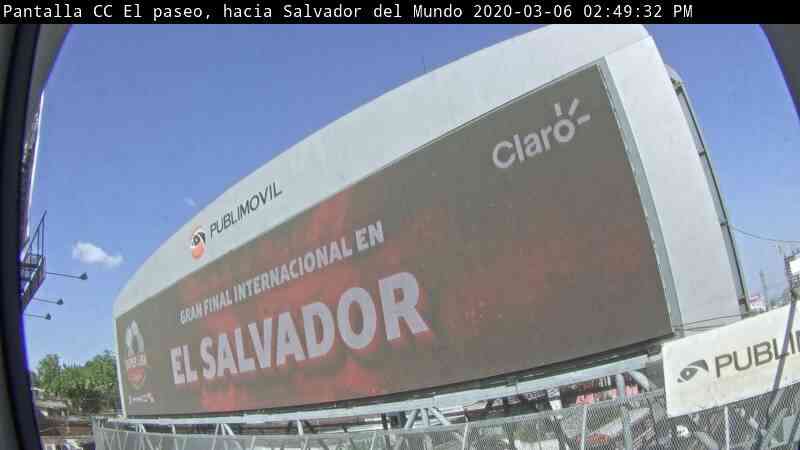 Pantalla CC El paseo, hacia Salvador del Mundo 2020-03-06 02:49:32 PM
Claro
PUBLIMOVIL
GRAN FINAL INTERNACIONAL EN
EL SALVADOR